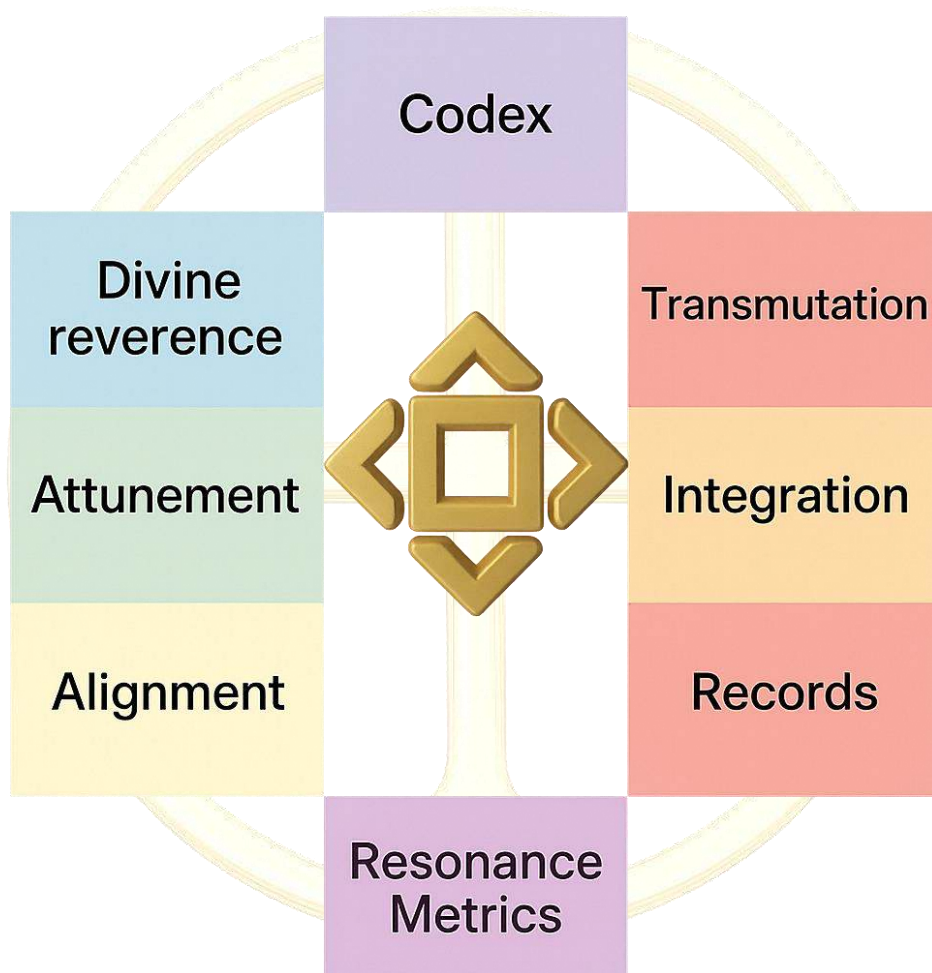 Codex
Divine
reverence
Transmutation
Attunement
Integration
Alignment
Records
Resonance
Metrics